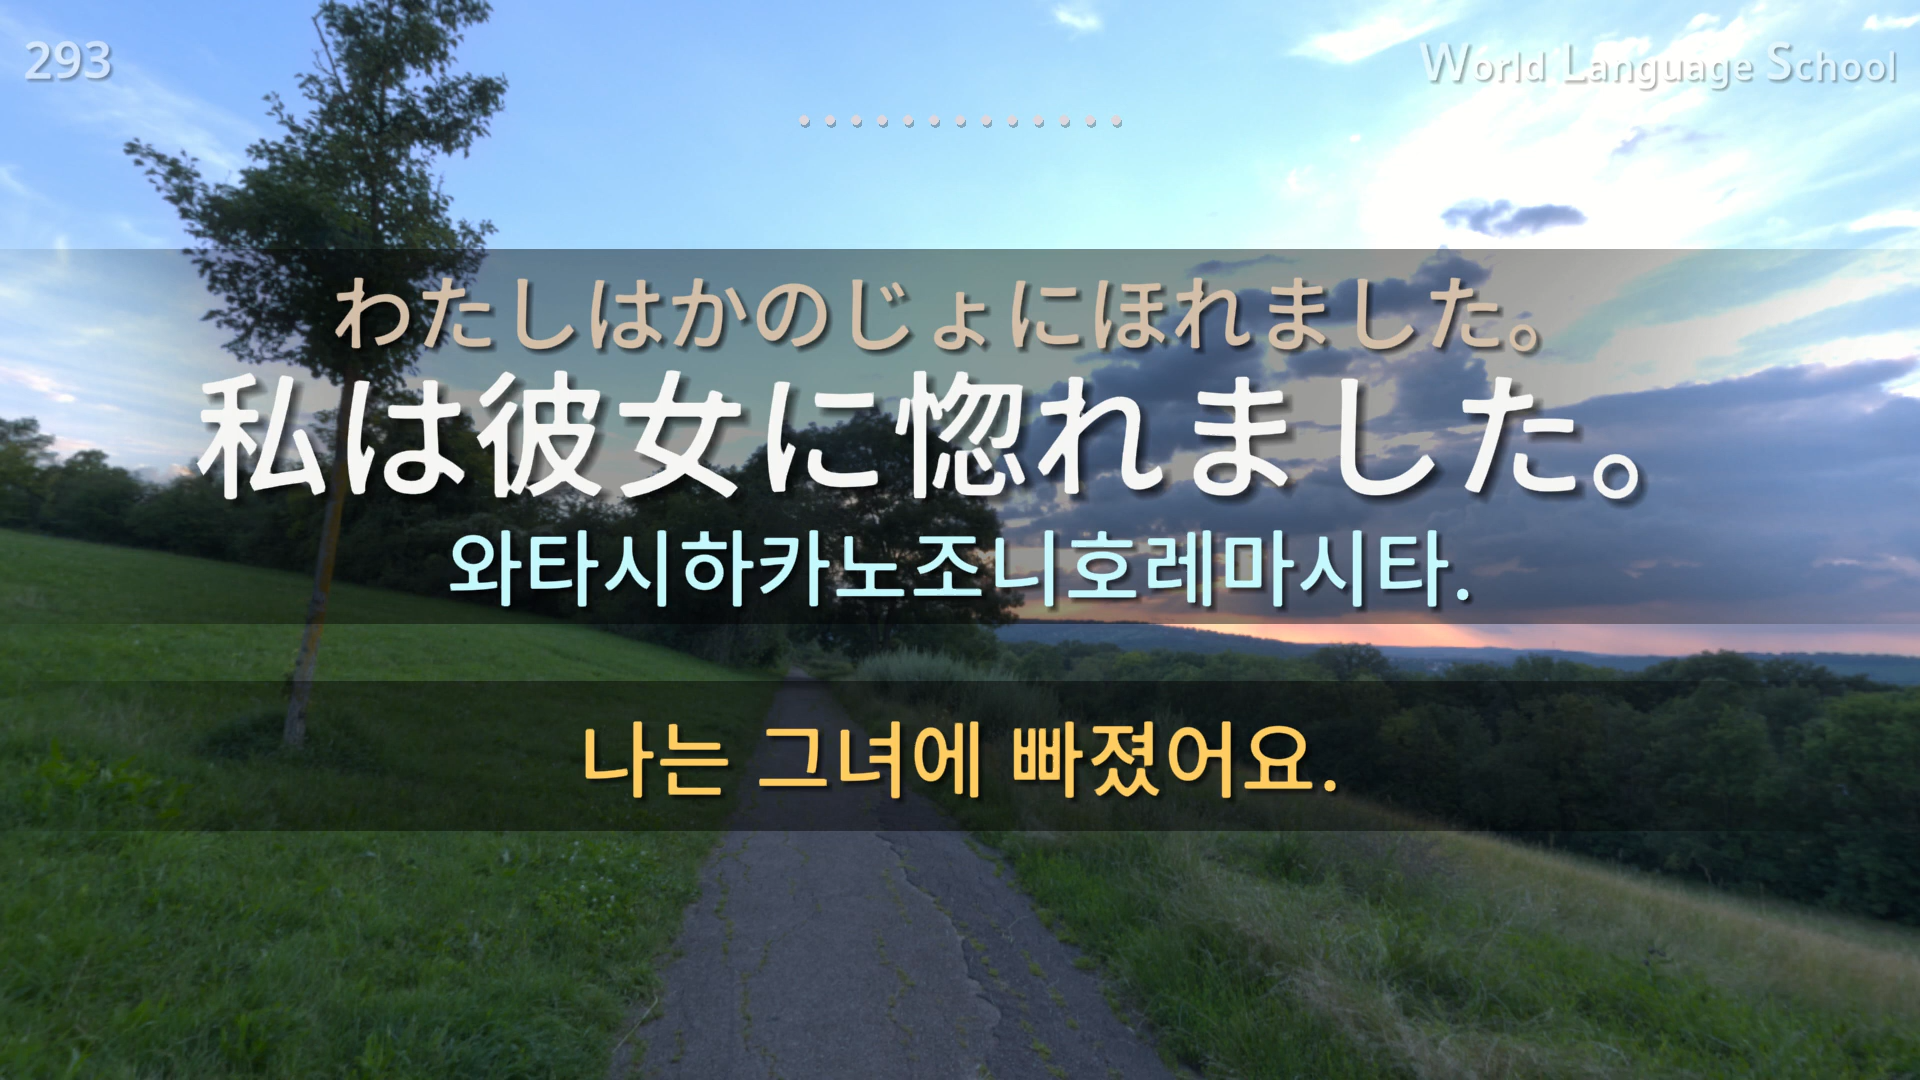 293
World Language School
わたしはかのじょにほれました。
私は彼女に惚れました。
와타시하카노조니호레마시타.
나는 그녀에 빠졌어요.